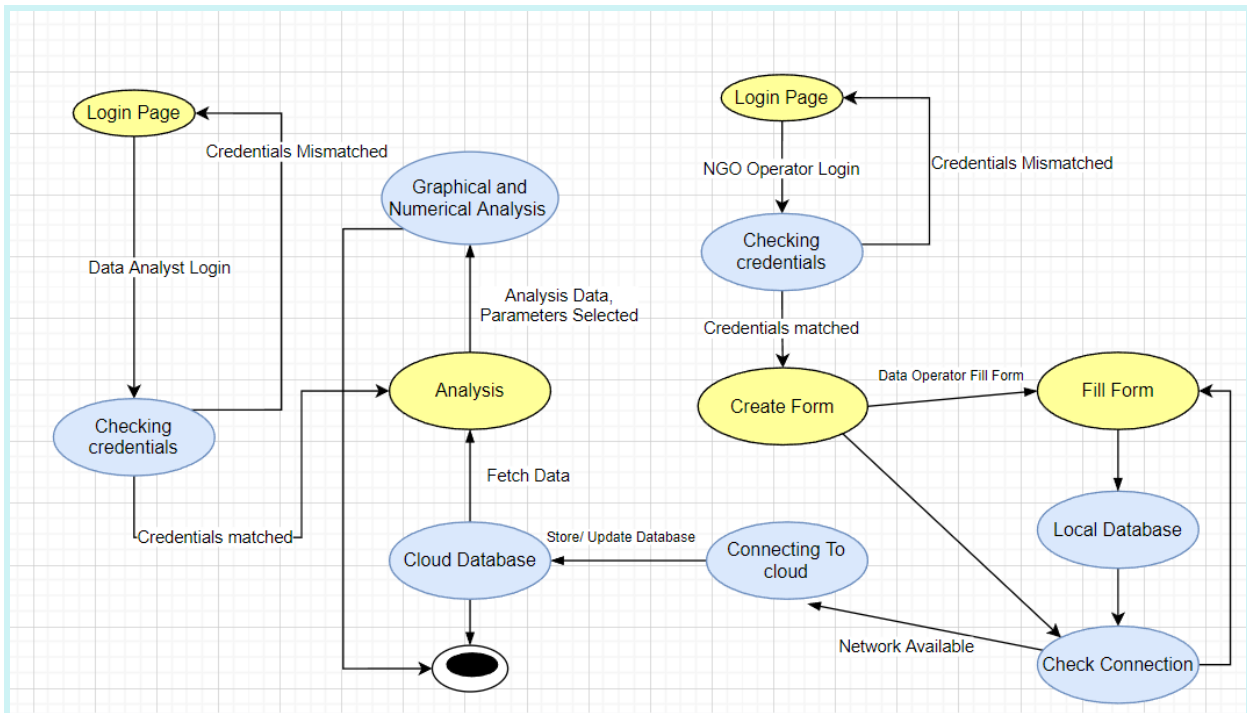 Login Page
Credentials Mismatched
Data Analyst Login
Checking
credentials
Credentials matched
Graphical and
Numerical Analysis
Analysis Data,
Parameters Selected
Analysis
Fetch Data
Cloud Database
Login Page
NGO Operator Login
Credentials Mismatched
Checking
credentials
Credentials matched
Create Form
Data Operator Fill Form
Fill Form
Local Database
Check Connection
Network Available
Connecting To
cloud
Store/ Update Database